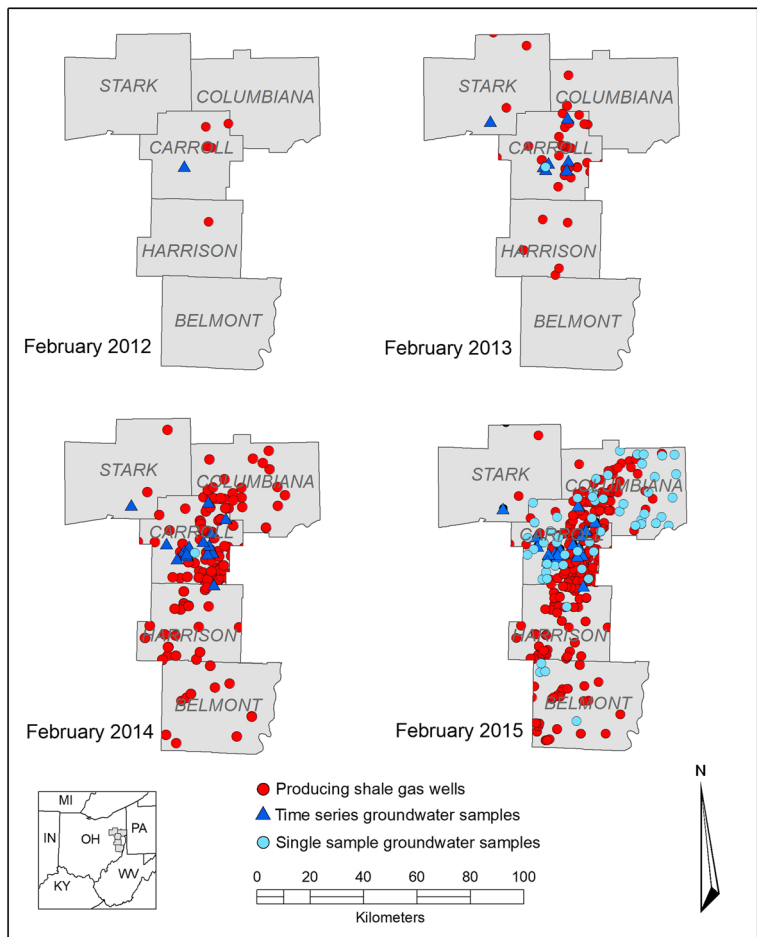 STARK
COLUMBIANA
CARROLL
HARRISON
BELMONT
February 2012
STARK
COLUMBIANA
CARROLL
HARRISON
BELMONT
February 2013
STARK
COLUMBIANA
CARROLL
HARRISON
BELMONT
February 2014
STARK
COLUMBIANA
CARROLL
HARRISON
BELMONT
February 2015
MI
IN
OH
PA
WV
KY
Producing shale gas wells
Time series groundwater samples
Single sample groundwater samples
0 20 40 60 80 100
Kilometers
N